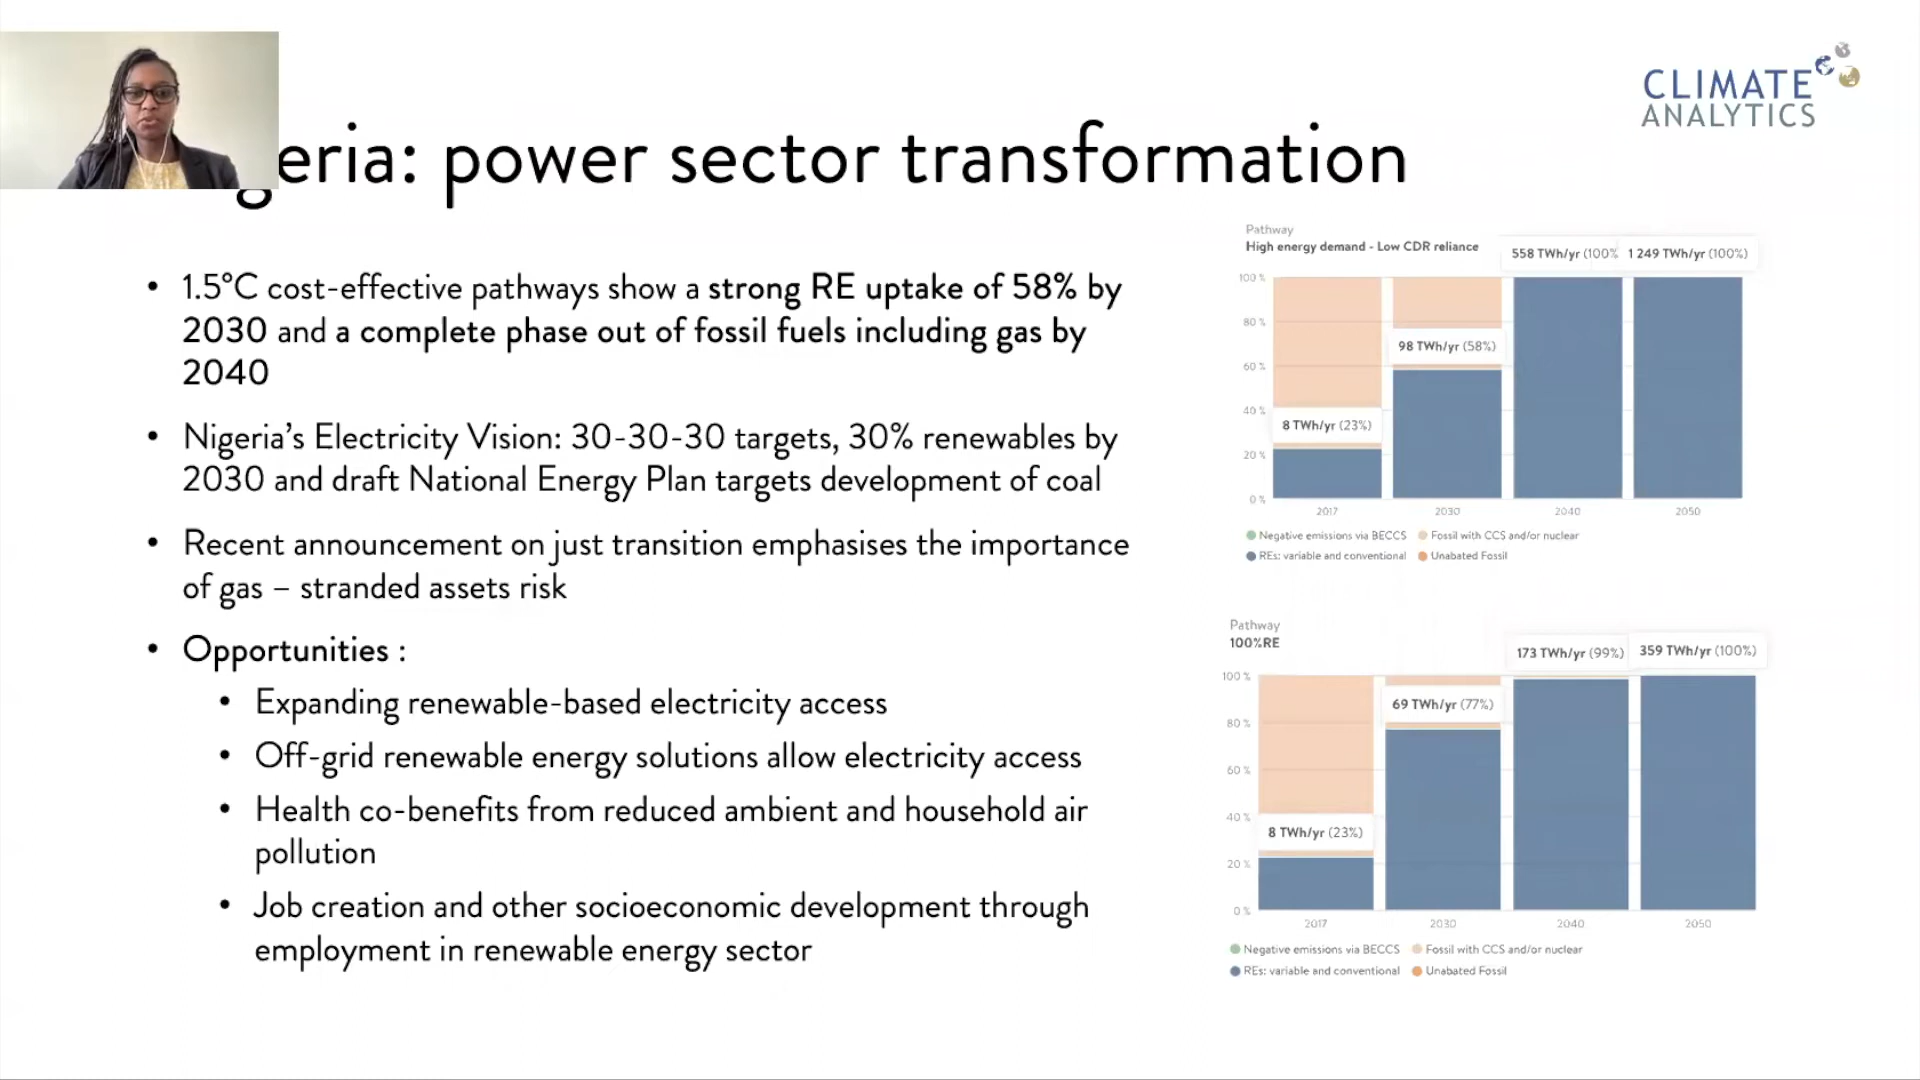 CLIMATE
ANALYTICS
geria: power sector transformation
• 1.5°C cost-effective pathways show a strong RE uptake of 58% by
2030 and a complete phase out of fossil fuels including gas by
2040
• Nigeria's Electricity Vision: 30-30-30 targets, 30% renewables by
2030 and draft National Energy Plan targets development of coal
• Recent announcement on just transition emphasises the importance
of gas – stranded assets risk
• Opportunities :
• Expanding renewable-based electricity access
• Off-grid renewable energy solutions allow electricity access
• Health co-benefits from reduced ambient and household air
pollution
• Job creation and other socioeconomic development through
employment in renewable energy sector
Pathway
High energy demand - Low CDR reliance
558 TWh/yr (100% 1 249 TWh/yr (100%)
100 %
80 %
98 TWh/yr (58%)
60 %
40 %
8 TWh/yr (23%)
20 %
0 %
2017 2030 2040 2050
Negative emissions via BECCS Fossil with CCS and/or nuclear
REs: variable and conventional Unabated Fossil
Pathway
100%RE
173 TWh/yr (99%) 359 TWh/yr (100%)
100 %
69 TWh/yr (77%)
80 %
60 %
40 %
8 TWh/yr (23%)
20 %
0 %
2017 2030 2040 2050
Negative emissions via BECCS Fossil with CCS and/or nuclear
REs: variable and conventional Unabated Fossil